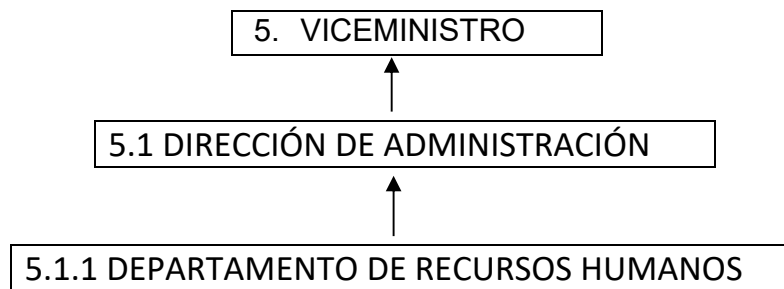 5. VICEMINISTRO
5.1 DIRECCIÓN DE ADMINISTRACIÓN
5.1.1 DEPARTAMENTO DE RECURSOS HUMANOS